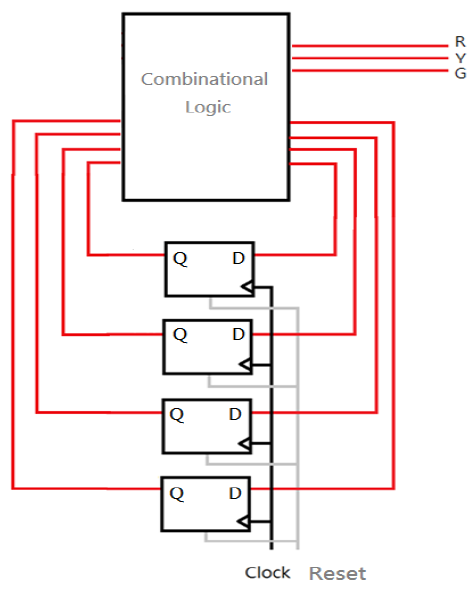 R
Y
G
Combinational
Logic
Q D
Q D
Q D
Q D
Clock Reset